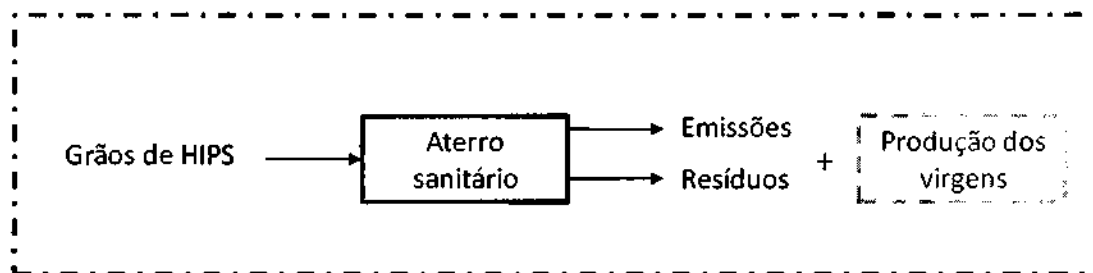 Grãos de HIPS
Aterro
sanitário
Emissões
Resíduos
+
Produção dos
virgens